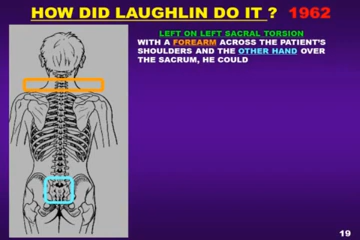 HOW DID LAUGHLIN DO IT ? 1962
LEFT ON LEFT SACRAL TORSION
WITH A FOREARM ACROSS THE PATIENT'S
SHOULDERS AND THE OTHER HAND OVER
THE SACRUM, HE COULD
19